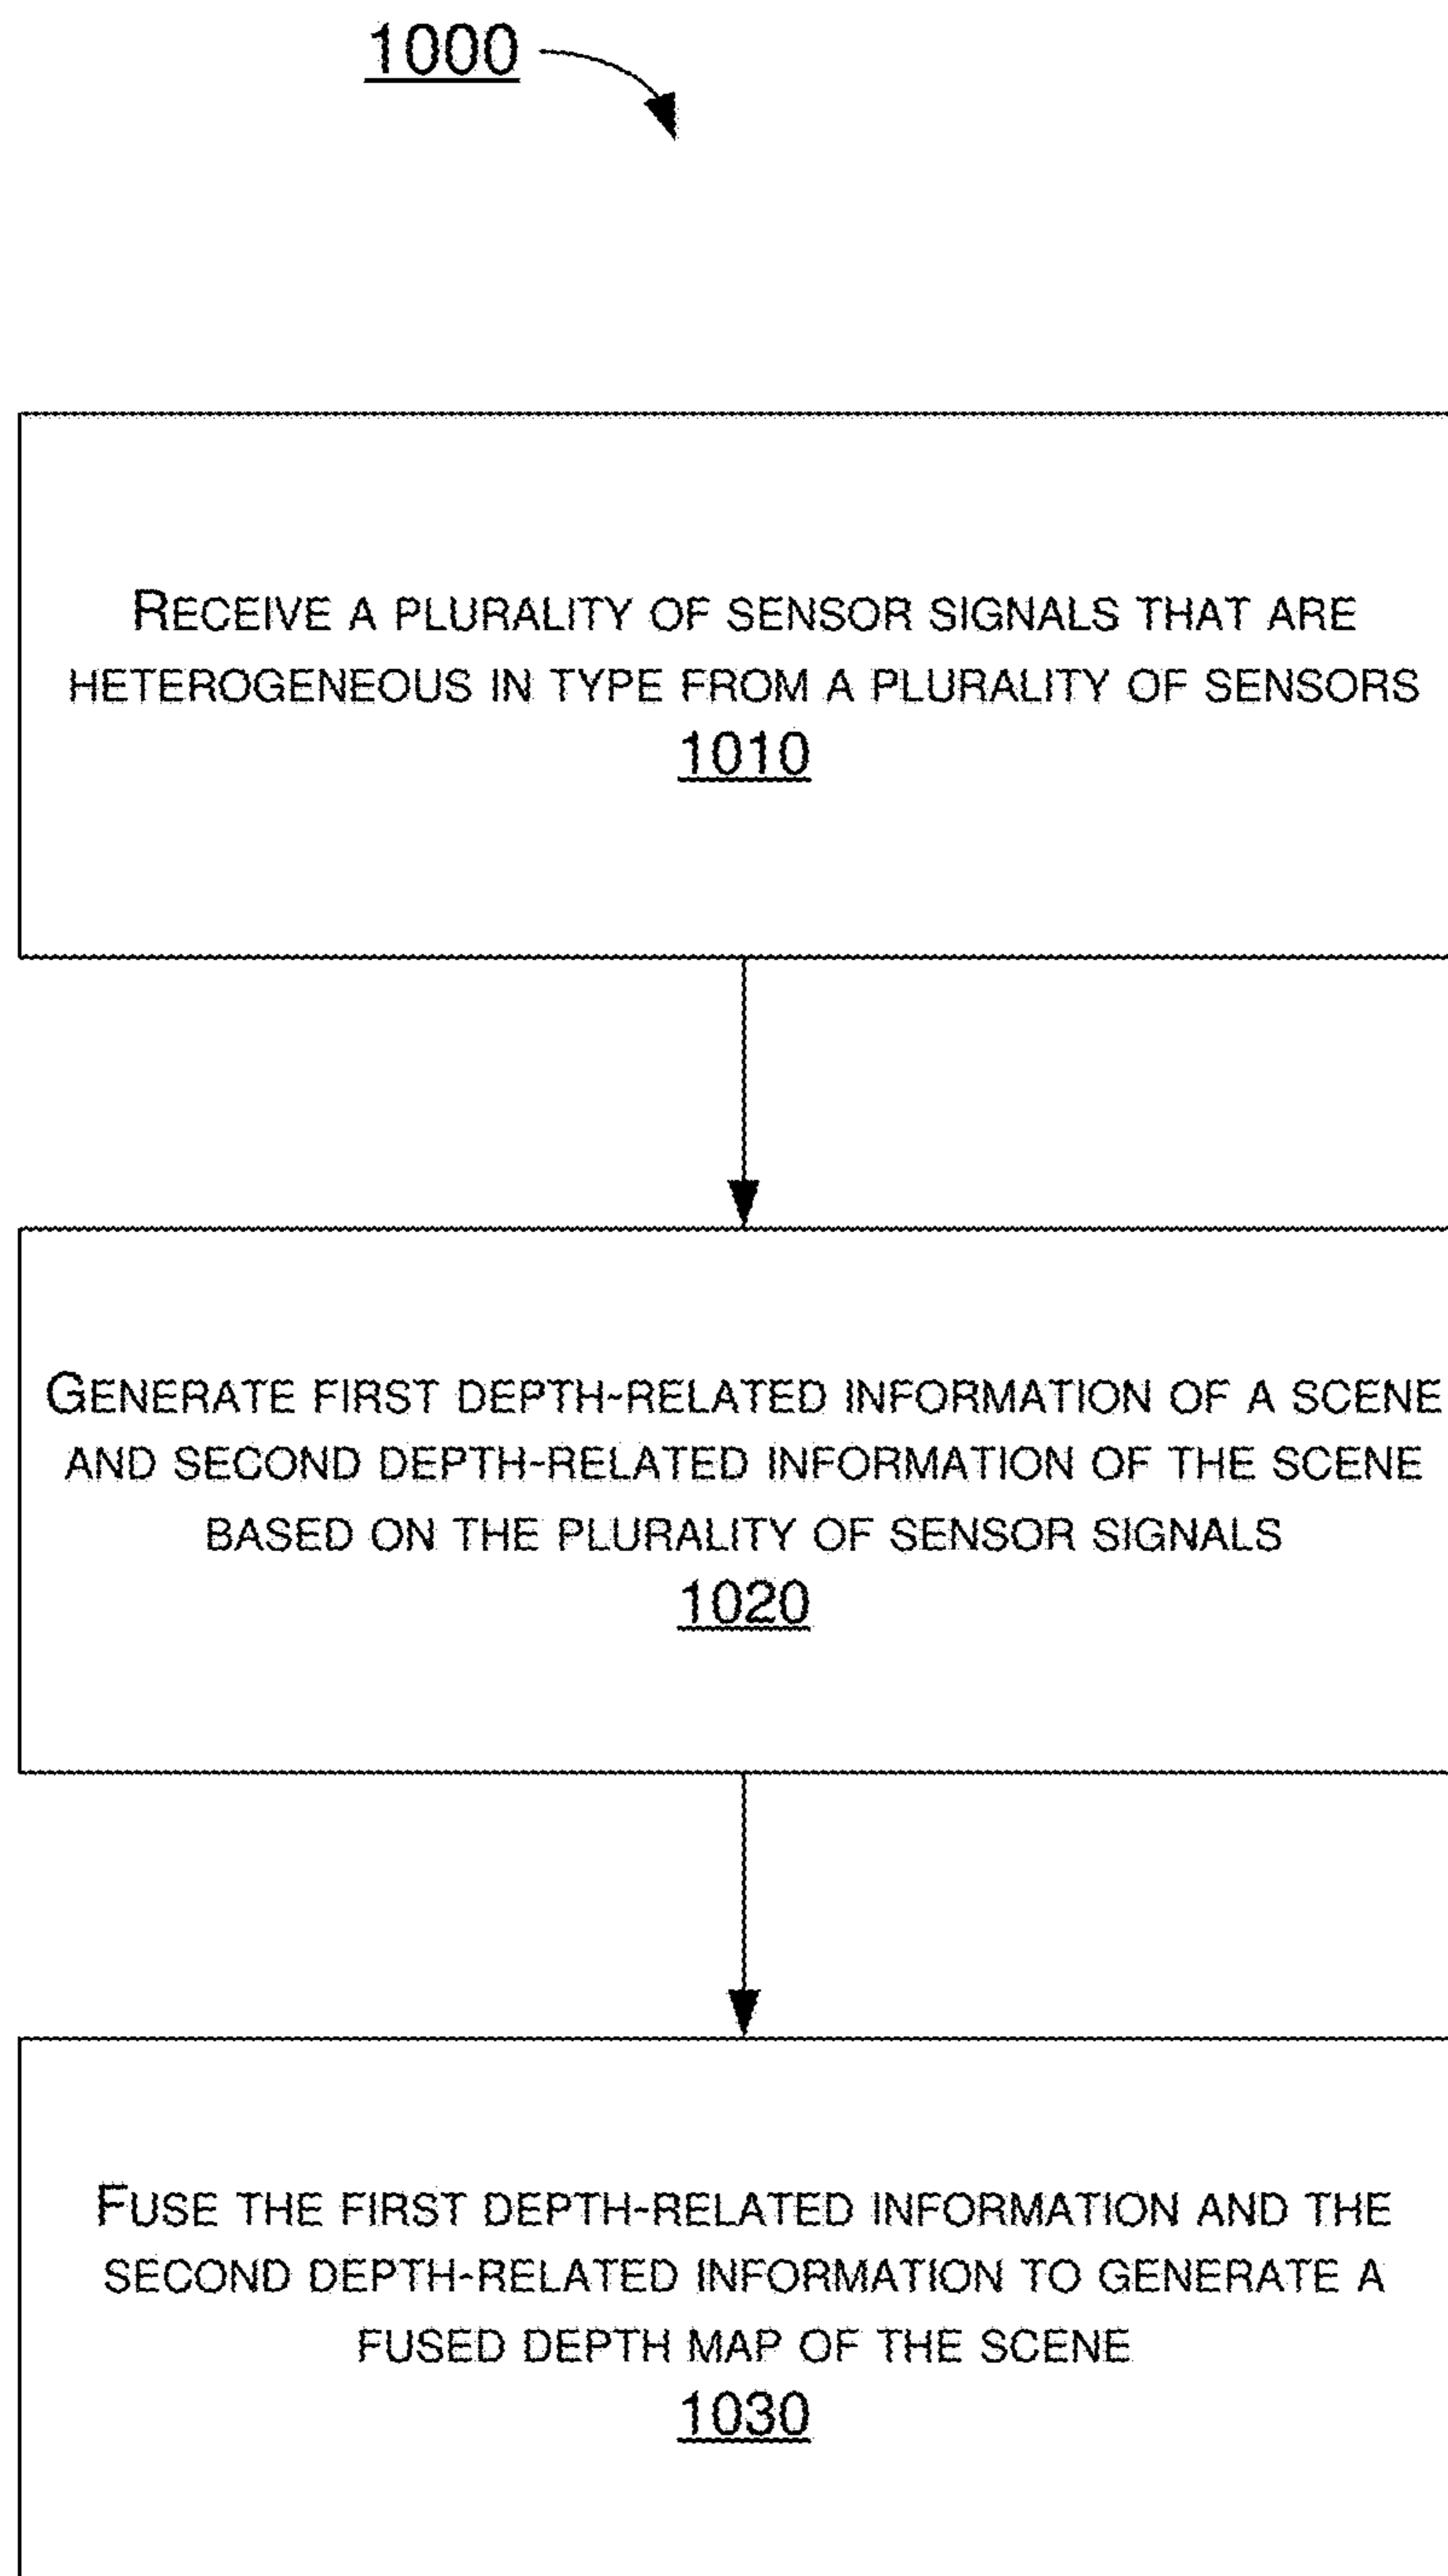 1000
RECEIVE A PLURALITY OF SENSOR SIGNALS THAT ARE
HETEROGENEOUS IN TYPE FROM A PLURALITY OF SENSORS
1010
GENERATE FIRST DEPTH-RELATED INFORMATION OF A SCENE
AND SECOND DEPTH-RELATED INFORMATION OF THE SCENE
BASED ON THE PLURALITY OF SENSOR SIGNALS
1020
FUSE THE FIRST DEPTH-RELATED INFORMATION AND THE
SECOND DEPTH-RELATED INFORMATION TO GENERATE A
FUSED DEPTH MAP OF THE SCENE
1030